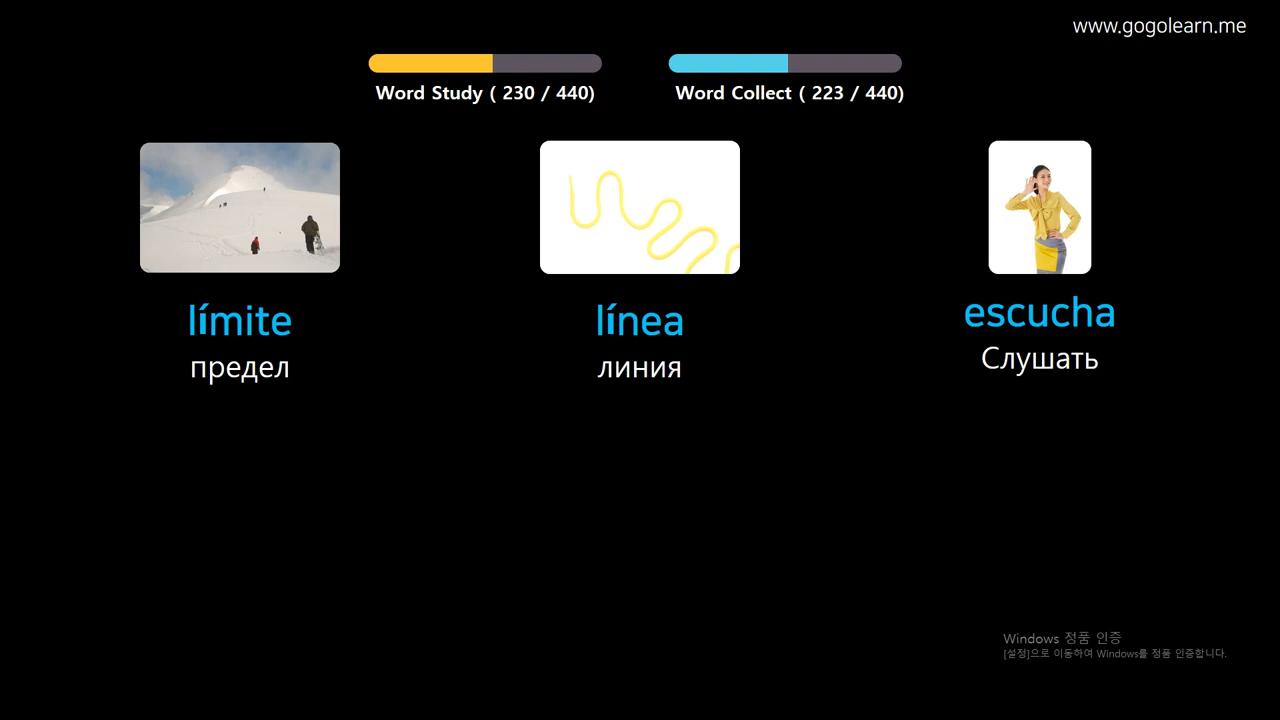 www.gogolearn.me
Word Study ( 230 / 440)
Word Collect ( 223 / 440)
límite
línea
escucha
предел
линия
Слушать
Windows 정품 인증
[설정]으로 이동하여 Windows를 정품 인증합니다.